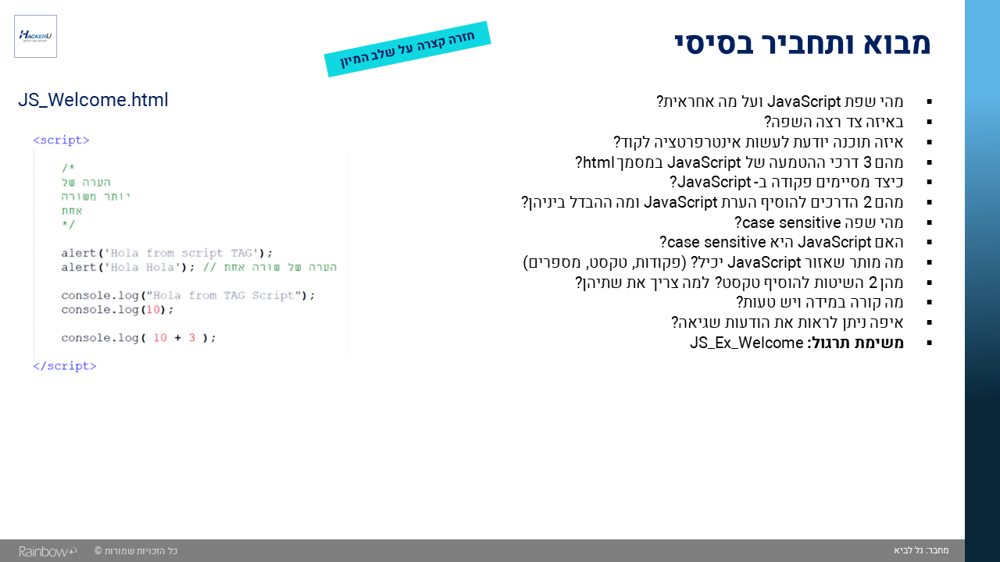 HACKERU
חזרה קצרה על שלב המיון
מבוא ותחביר בסיסי
מהי שפת JavaScript ועל מה אחראית?
באיזה צד רצה השפה?
איזה תוכנה יודעת לעשות אינטרפרטציה לקוד?
מהם 3 דרכי ההטמעה של JavaScript במסמך html?
כיצד מסיימים פקודה ב- JavaScript?
מהם 2 הדרכים להוסיף הערת JavaScript ומה ההבדל ביניהן?
מהי שפה case sensitive?
האם JavaScript היא case sensitive?
מה מותר שאזור JavaScript יכיל? (פקודות, טקסט, מספרים)
מהן 2 השיטות להוסיף טקסט? למה צריך את שתיהן?
מה קורה במידה ויש טעות?
איפה ניתן לראות את הודעות שגיאה?
משימת תרגול: JS_Ex_Welcome
JS_Welcome.html
<script>
/*
הערה של
יותר משורה
אחת
*/
alert('Hola from script TAG');
alert('Hola Hola'); // הערה של שורה אחת
console.log("Hola from TAG Script");
console.log(10);
console.log( 10 + 3 );
</script>
מחבר: גל לביא
כל הזכויות שמורות ©
Rainbow+